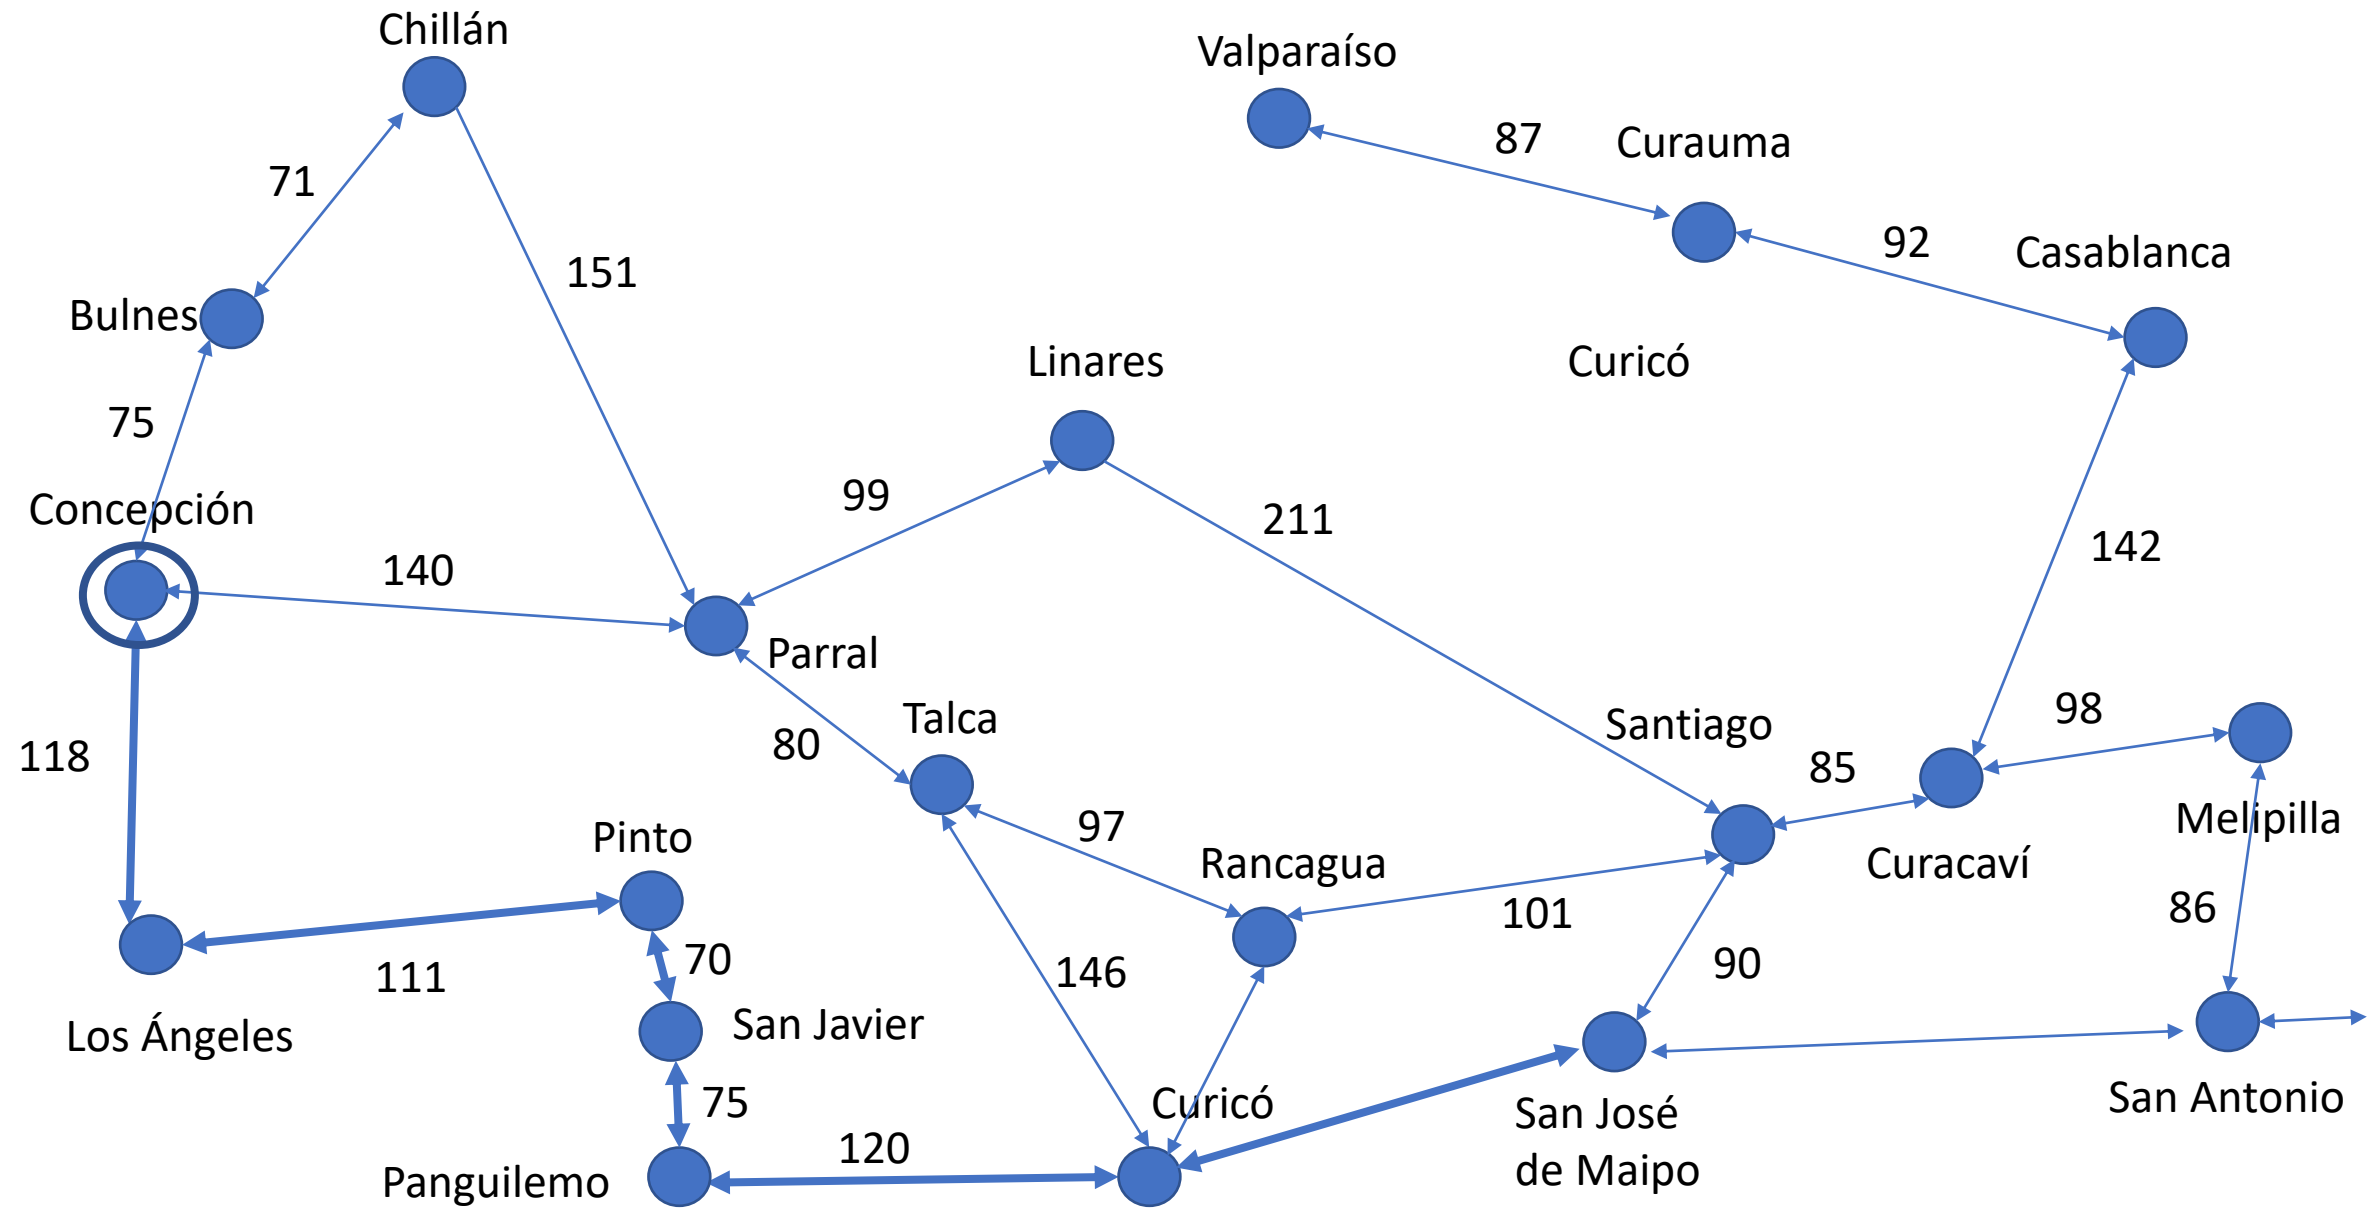 Chillán
Valparaíso
87
Curauma
71
92
Casablanca
151
Bulnes
Linares
Curicó
75
99
Concepción
211
142
140
Parral
Talca
Santiago
98
80
118
85
97
Melipilla
Pinto
Rancagua
Curacaví
101
86
70
90
111
146
San Javier
Los Ángeles
75
Curicó
San José
de Maipo
San Antonio
120
Panguilemo